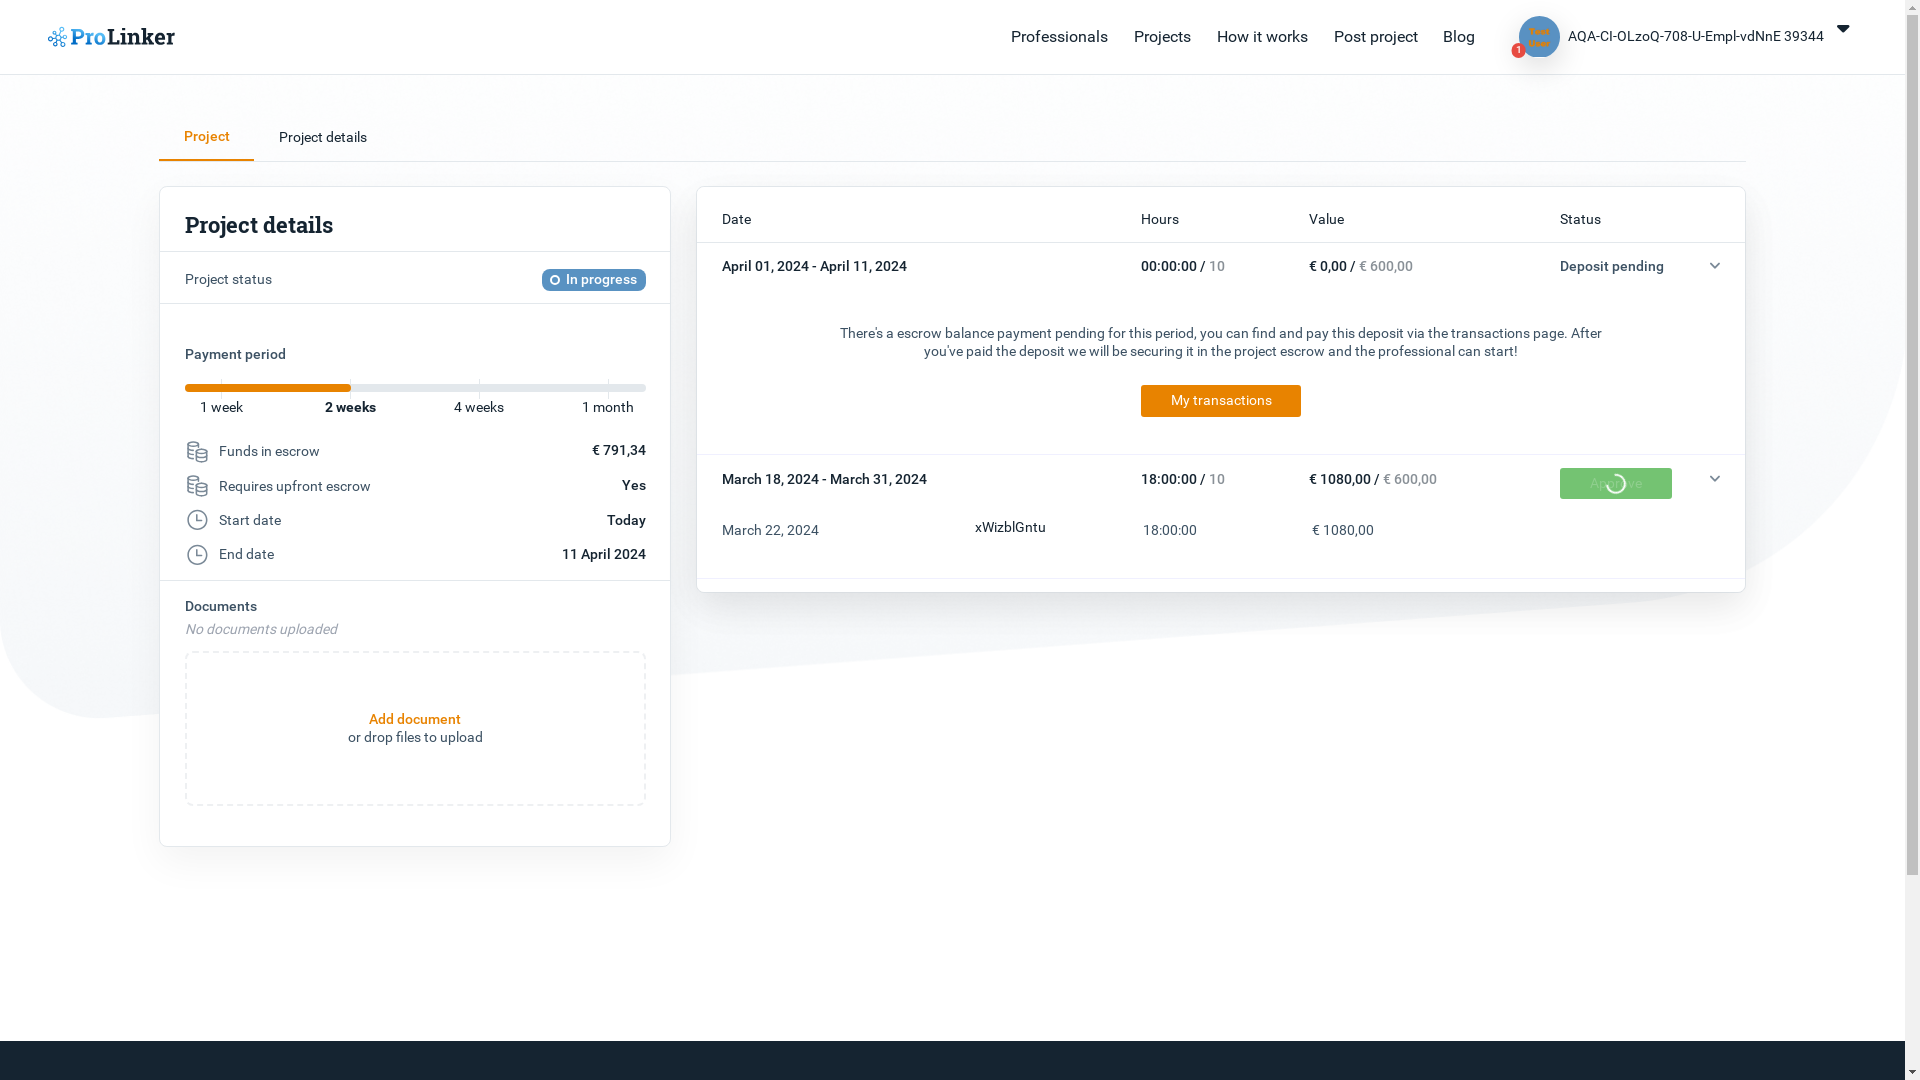 ProLinker
Professionals
Projects
How it works
Post project
Blog
Test
User
1
AQA-CI-OLzoQ-708-U-Empl-vdNnE 39344
Project
Project details
Project details
Project status
In progress
Payment period
1 week
2 weeks
4 weeks
1 month
Funds in escrow
€ 791,34
Requires upfront escrow
Yes
Start date
Today
End date
11 April 2024
Documents
No documents uploaded
Add document
or drop files to upload
Date
Hours
Value
Status
April 01, 2024 - April 11, 2024
00:00:00 / 10
€ 0,00 / € 600,00
Deposit pending
There's a escrow balance payment pending for this period, you can find and pay this deposit via the transactions page. After
you've paid the deposit we will be securing it in the project escrow and the professional can start!
My transactions
March 18, 2024 - March 31, 2024
18:00:00 / 10
€ 1080,00 / € 600,00
Approve
March 22, 2024
xWizblGntu
18:00:00
€ 1080,00